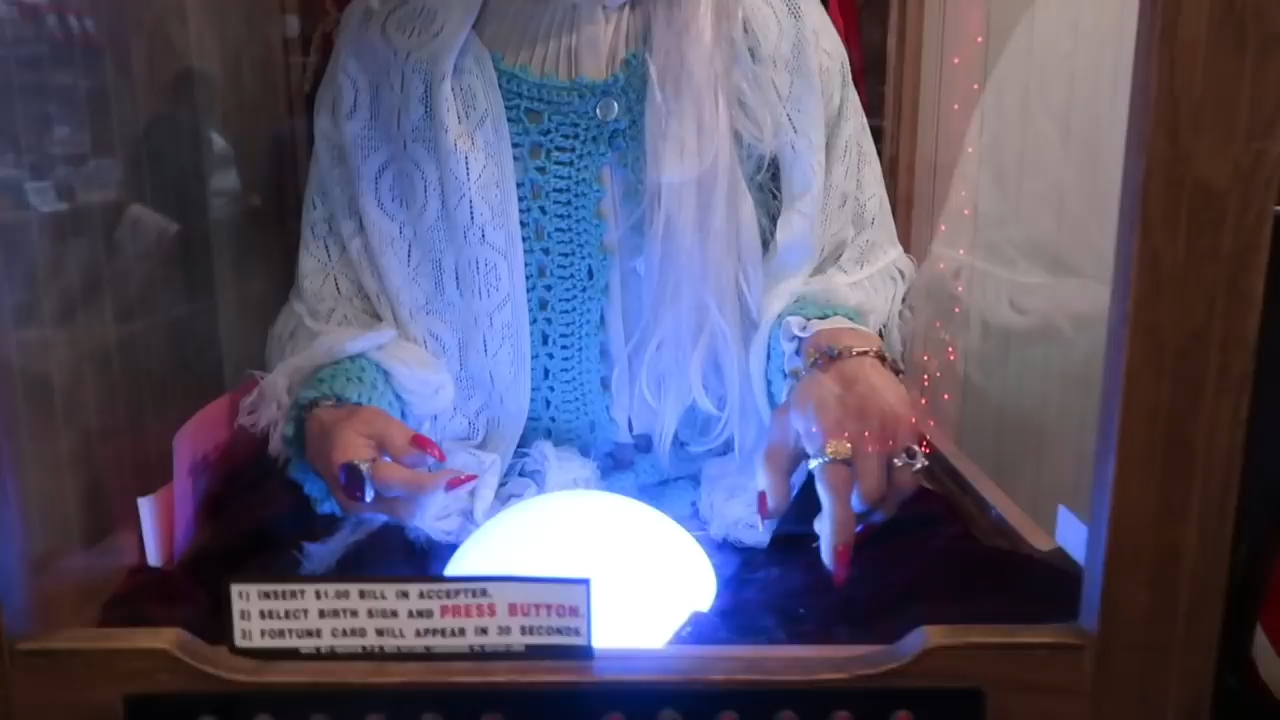 1) INSERT $1.00 BILL IN ACCEPTER.
2) SELECT BIRTH SIGN AND PRESS BUTTON.
3) FORTUNE CARD WILL APPEAR IN 30 SECONDS.